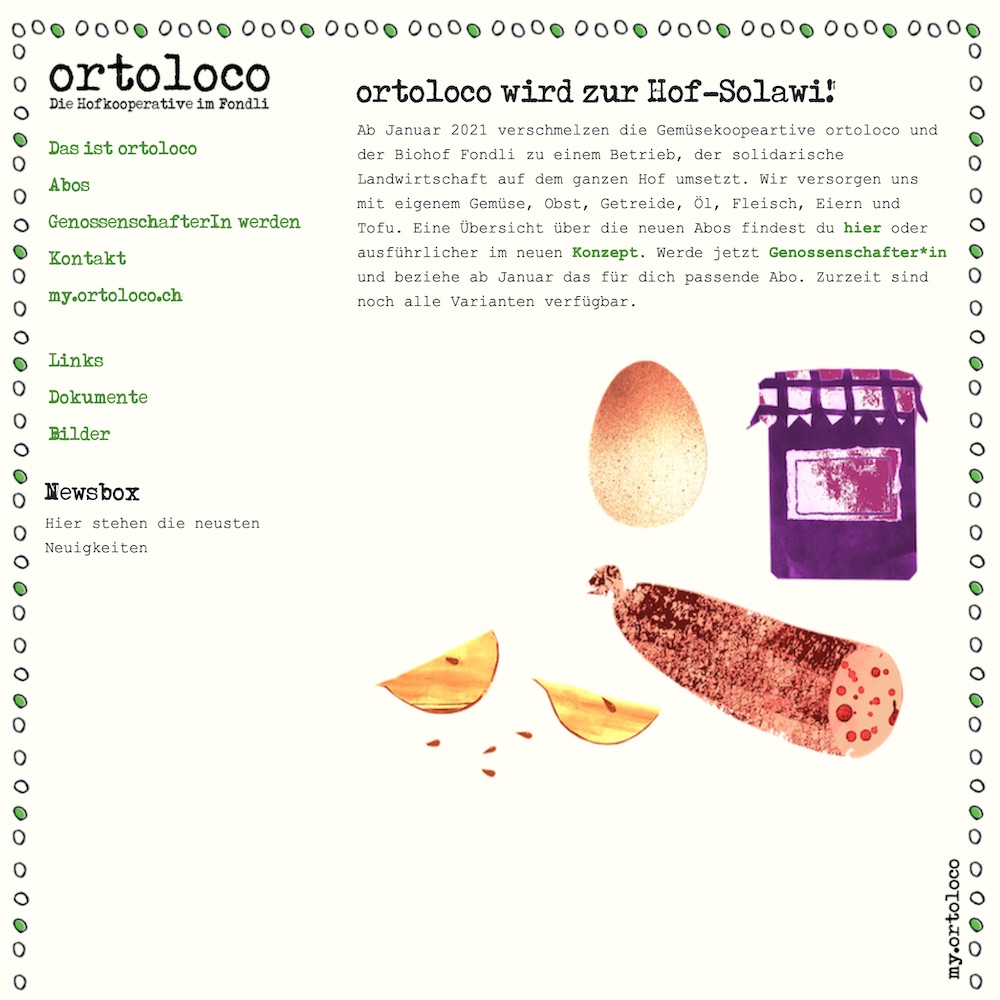 ortoloco
Die Hofkooperative im Fondli
Das ist ortoloco
Abos
GenossenschafterIn werden
Kontakt
my.ortoloco.ch
Links
Dokumente
Bilder
Newsbox
Hier stehen die neusten
Neuigkeiten
ortoloco wird zur Hof-Solawi!
Ab Januar 2021 verschmelzen die Gemüsekoopeartive ortoloco und
der Biohof Fondli zu einem Betrieb, der solidarische
Landwirtschaft auf dem ganzen Hof umsetzt. Wir versorgen uns
mit eigenem Gemüse, Obst, Getreide, Öl, Fleisch, Eiern und
Tofu. Eine Übersicht über die neuen Abos findest du hier oder
ausführlicher im neuen Konzept. Werde jetzt Genossenschafter*in
und beziehe ab Januar das für dich passende Abo. Zurzeit sind
noch alle Varianten verfügbar.
my.ortoloco